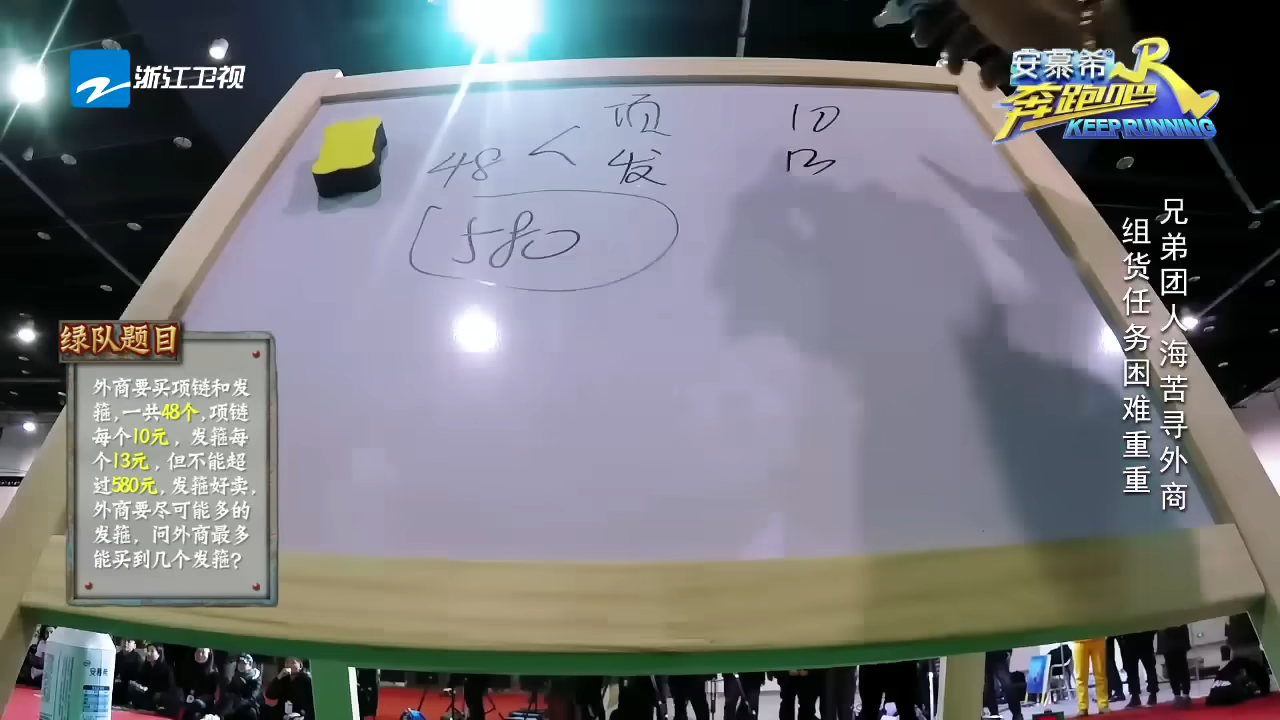 浙江卫视
安慕希
奔跑吧
KEEP RUNNING
项 10
48 < 发 13
580
兄弟团人海苦寻外商
组货任务困难重重
绿队题目
外商要买项链和发
箍,一共48个,项链
每个10元,发箍每
个13元,但不能超
过580元,发箍好卖,
外商要尽可能多的
发箍,问外商最多
能买到几个发箍?
安慕希